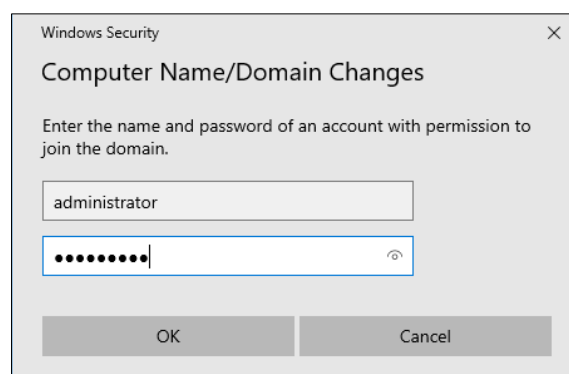 Windows Security
Computer Name/Domain Changes
Enter the name and password of an account with permission to
join the domain.
administrator
●●●●●●●●●
OK
Cancel